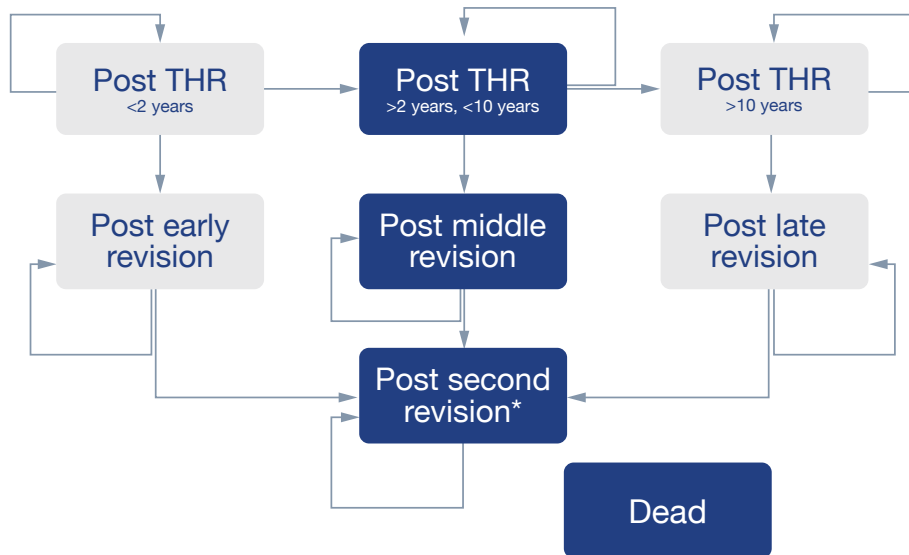 Post THR
<2 years
Post THR
>2 years, <10 years
Post THR
>10 years
Post early
revision
Post middle
revision
Post late
revision
Post second
revision*
Dead